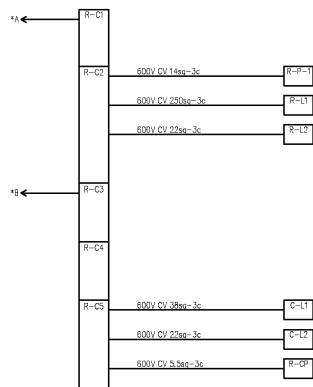 *A R-C1
R-C2 600V CV 14sq-3c R-P-1
600V CV 250sq-3c R-L1
600V CV 22sq-3c R-L2
*B R-C3
R-C4
R-C5 600V CV 38sq-3c C-L1
600V CV 22sq-3c C-L2
600V CV 5.5sq-3c R-CP